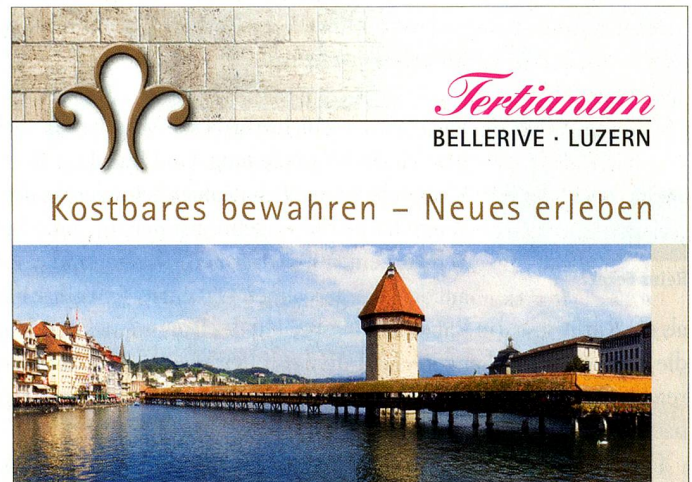 Tertianum
BELLERIVE · LUZERN
Kostbares bewahren – Neues erleben